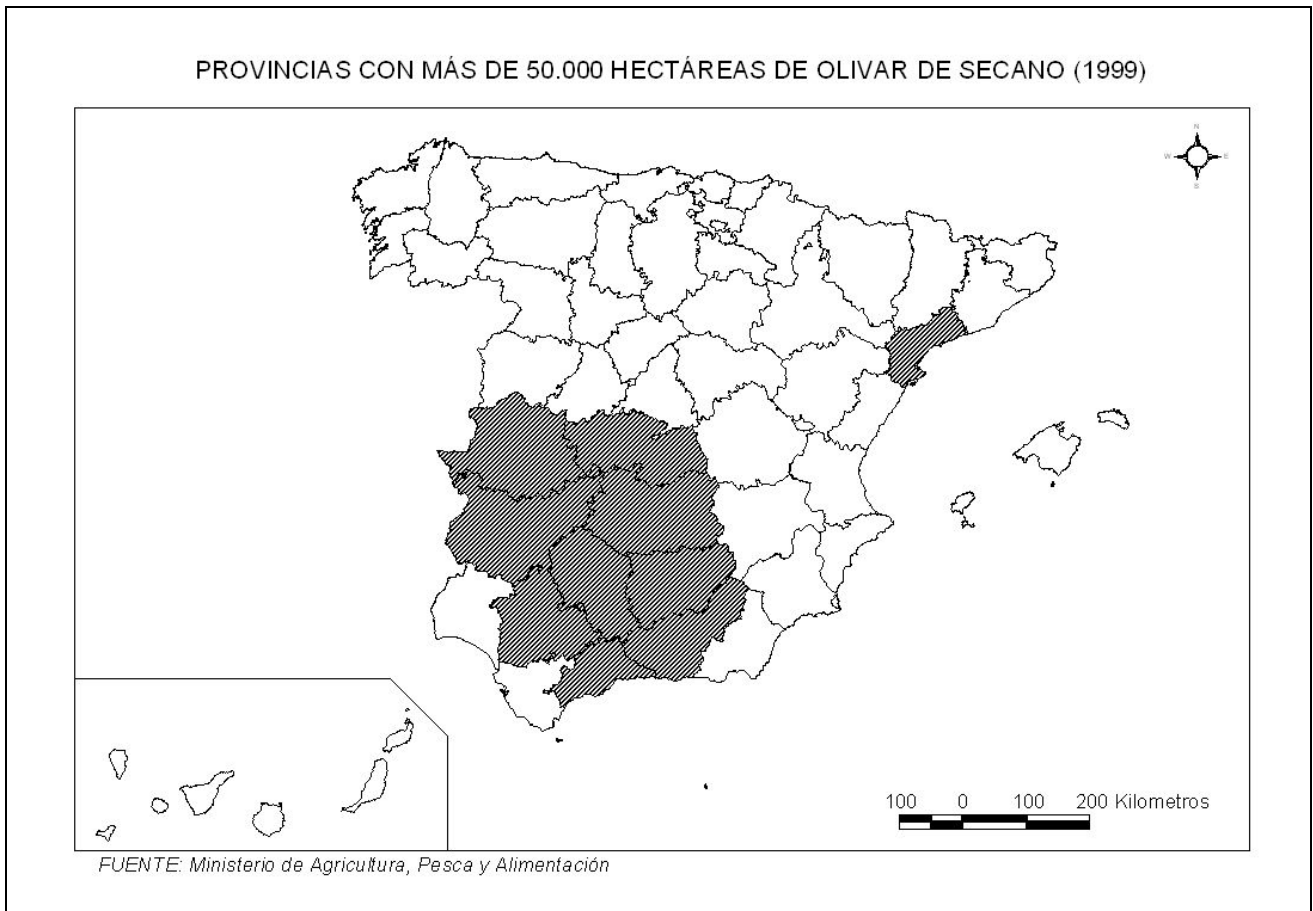 PROVINCIAS CON MÁS DE 50.000 HECTÁREAS DE OLIVAR DE SECANO (1999)
N
W E
S
100 0 100 200 Kilometros
FUENTE: Ministerio de Agricultura, Pesca y Alimentación